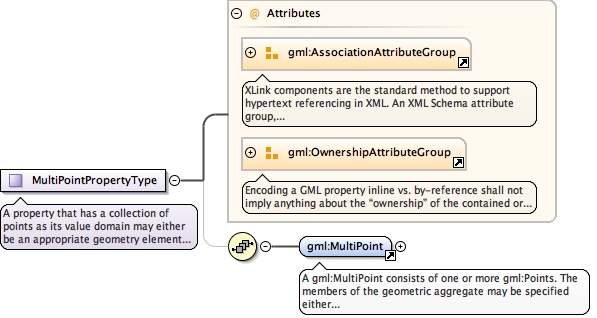 @ Attributes
gml:AssociationAttributeGroup
XLink components are the standard method to support
hypertext referencing in XML. An XML Schema attribute
group,...
gml:OwnershipAttributeGroup
Encoding a GML property inline vs. by-reference shall not
imply anything about the “ownership” of the contained or...
MultiPointPropertyType
A property that has a collection of
points as its value domain may either
be an appropriate geometry element...
gml:MultiPoint
A gml:MultiPoint consists of one or more gml:Points. The
members of the geometric aggregate may be specified
either...